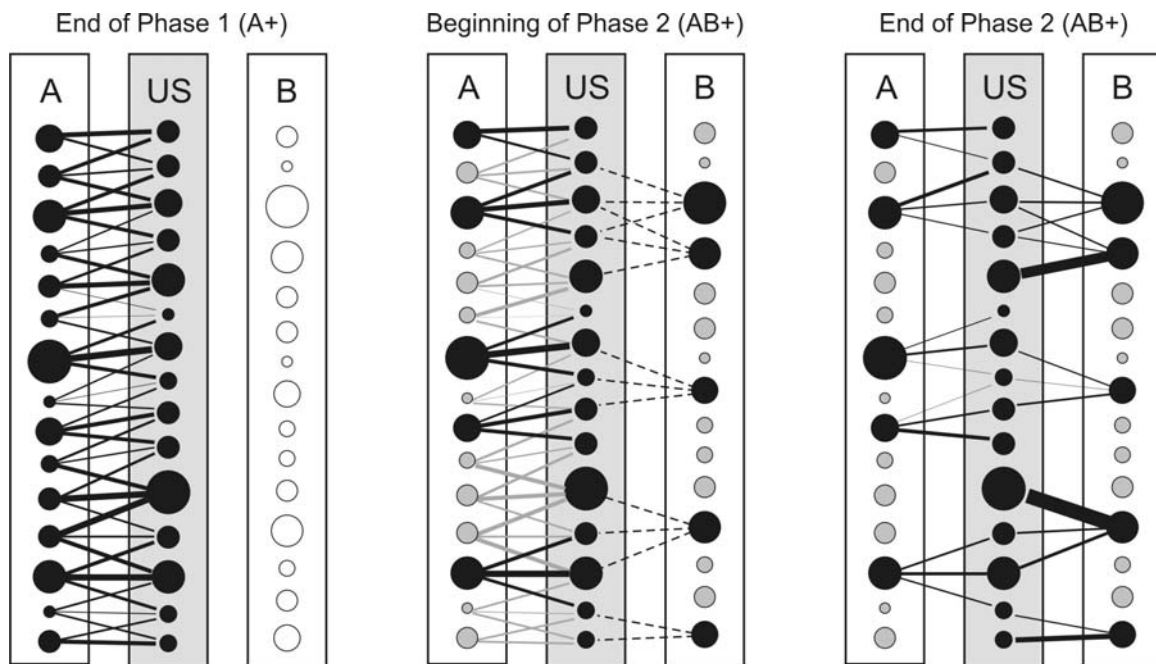 End of Phase 1 (A+)
Beginning of Phase 2 (AB+)
End of Phase 2 (AB+)
A US B
A US B
A US B